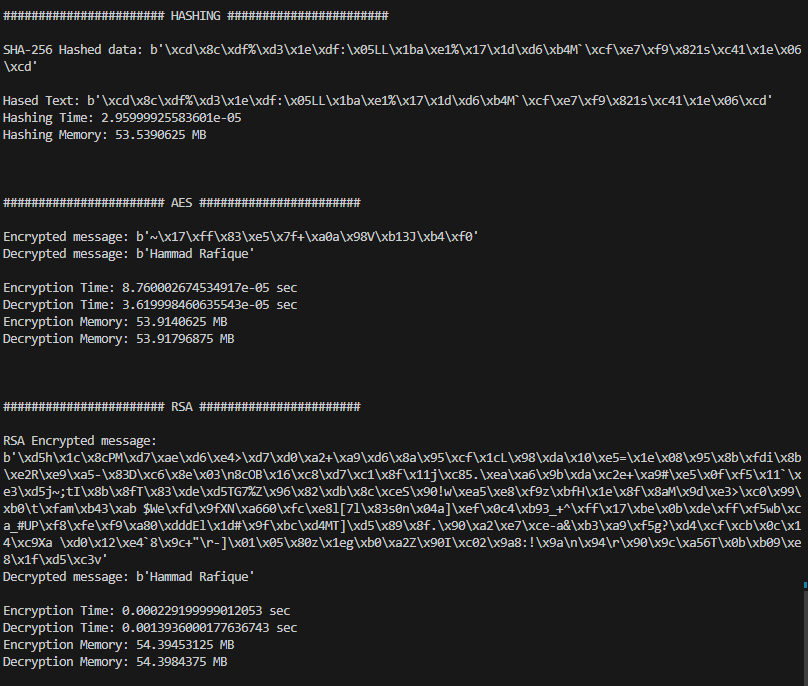 ####################### HASHING #######################
SHA-256 Hashed data: b'\xcd\x8c\xdf%\xd3\x1e\xdf:\x05LL\x1ba\xe1%\x17\x1d\xd6\xb4M`\xcf\xe7\xf9\x821s\xc41\x1e\x06
\xcd'
Hased Text: b'\xcd\x8c\xdf%\xd3\x1e\xdf:\x05LL\x1ba\xe1%\x17\x1d\xd6\xb4M`\xcf\xe7\xf9\x821s\xc41\x1e\x06\xcd'
Hashing Time: 2.95999925583601e-05
Hashing Memory: 53.5390625 MB
####################### AES #######################
Encrypted message: b'~\x17\xff\x83\xe5\x7f+\xa0a\x98V\xb13J\xb4\xf0'
Decrypted message: b'Hammad Rafique'
Encryption Time: 8.760002674534917e-05 sec
Decryption Time: 3.619998460635543e-05 sec
Encryption Memory: 53.9140625 MB
Decryption Memory: 53.91796875 MB
####################### RSA #######################
RSA Encrypted message:
b'\xd5h\x1c\x8cPM\xd7\xae\xd6\xe4>\xd7\xd0\xa2+\xa9\xd6\x8a\x95\xcf\x1cL\x98\xda\x10\xe5=\x1e\x08\x95\x8b\xfdi\x8b
\xe2R\xe9\xa5-\x83D\xc6\x8e\x03\n8cOB\x16\xc8\xd7\xc1\x8f\x11j\xc85.\xea\xa6\x9b\xda\xc2e+\xa9#\xe5\x0f\xf5\x11`\x
e3\xd5j~;tI\x8b\x8fT\x83\xde\xd5TG7%Z\x96\x82\xdb\x8c\xceS\x90!w\xea5\xe8\xf9z\xbfH\x1e\x8f\x8aM\x9d\xe3>\xc0\x99\
xb0\t\xfam\xb43\xab $We\xfd\x9fXN\xa660\xfc\xe8l[7l\x83s0n\x04a]\xef\x0c4\xb93_+^\xff\x17\xbe\x0b\xde\xff\xf5wb\xc
a_#UP\xf8\xfe\xf9\xa80\xdddEl\x1d#\x9f\xbc\xd4MT]\xd5\x89\x8f.\x90\xa2\xe7\xce-a&\xb3\xa9\xf5g?\xd4\xcf\xcb\x0c\x1
4\xc9Xa \xd0\x12\xe4`8\x9c+"\r-]\x01\x05\x80z\x1eg\xb0\xa2Z\x90I\xc02\x9a8:!\x9a\n\x94\r\x90\x9c\xa56T\x0b\xb09\xe
8\x1f\xd5\xc3v'
Decrypted message: b'Hammad Rafique'
Encryption Time: 0.000229199999012053 sec
Decryption Time: 0.0013936000177636743 sec
Encryption Memory: 54.39453125 MB
Decryption Memory: 54.3984375 MB